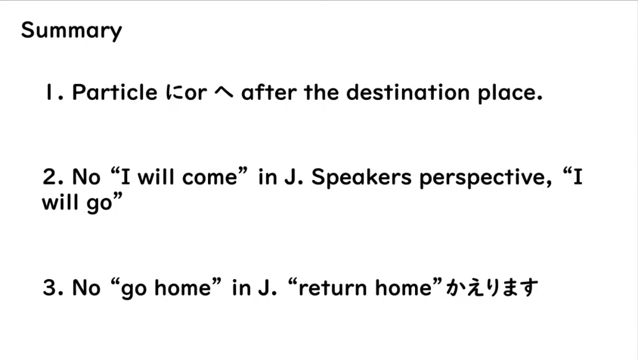 Summary
1. Particle にor へ after the destination place.
2. No “I will come” in J. Speakers perspective, “I
will go”
3. No “go home” in J. “return home”かえります